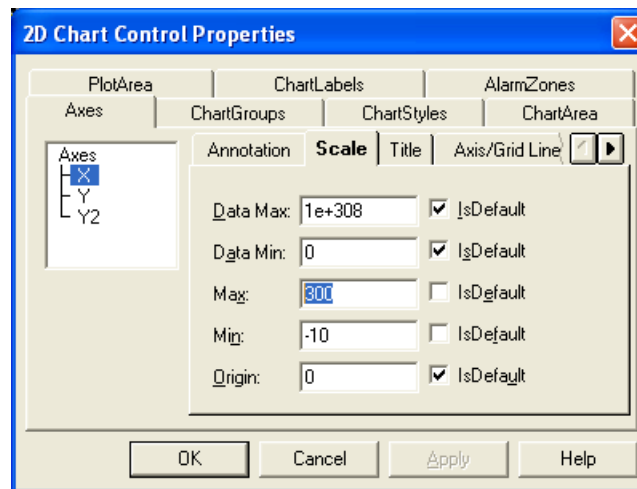 2D Chart Control Properties
PlotArea ChartLabels AlarmZones
Axes ChartGroups ChartStyles ChartArea
Axes
X
Y
Y2
Annotation Scale Title Axis/Grid Line
Data Max: 1e+308 IsDefault
Data Min: 0 IsDefault
Max: 300 IsDefault
Min: -10 IsDefault
Origin: 0 IsDefault
OK Cancel Apply Help